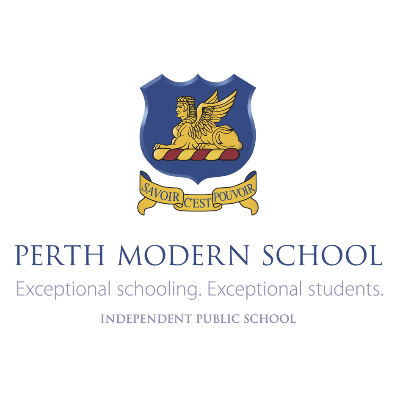 SAVOIR C'EST POUVOIR
PERTH MODERN SCHOOL
Exceptional schooling. Exceptional students.
INDEPENDENT PUBLIC SCHOOL